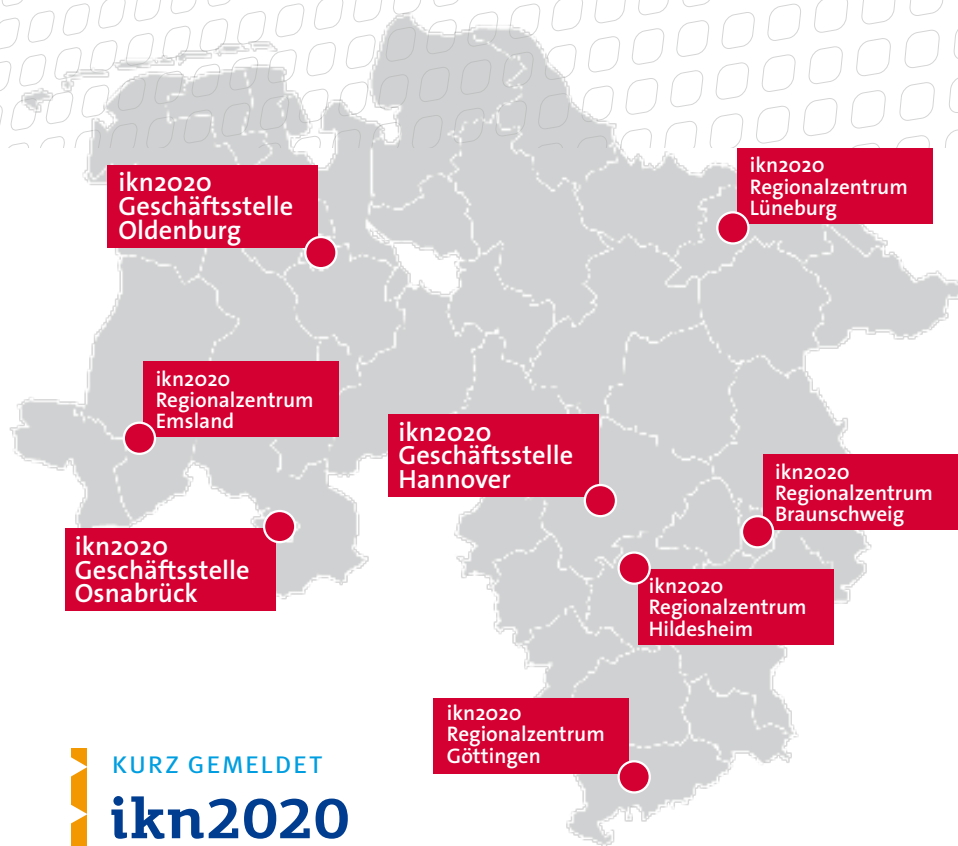 ikn2020
Geschäftsstelle
Oldenburg
ikn2020
Regionalzentrum
Lüneburg
ikn2020
Regionalzentrum
Emsland
ikn2020
Geschäftsstelle
Hannover
ikn2020
Regionalzentrum
Braunschweig
ikn2020
Geschäftsstelle
Osnabrück
ikn2020
Regionalzentrum
Hildesheim
ikn2020
Regionalzentrum
Göttingen
KURZ GEMELDET
ikn2020